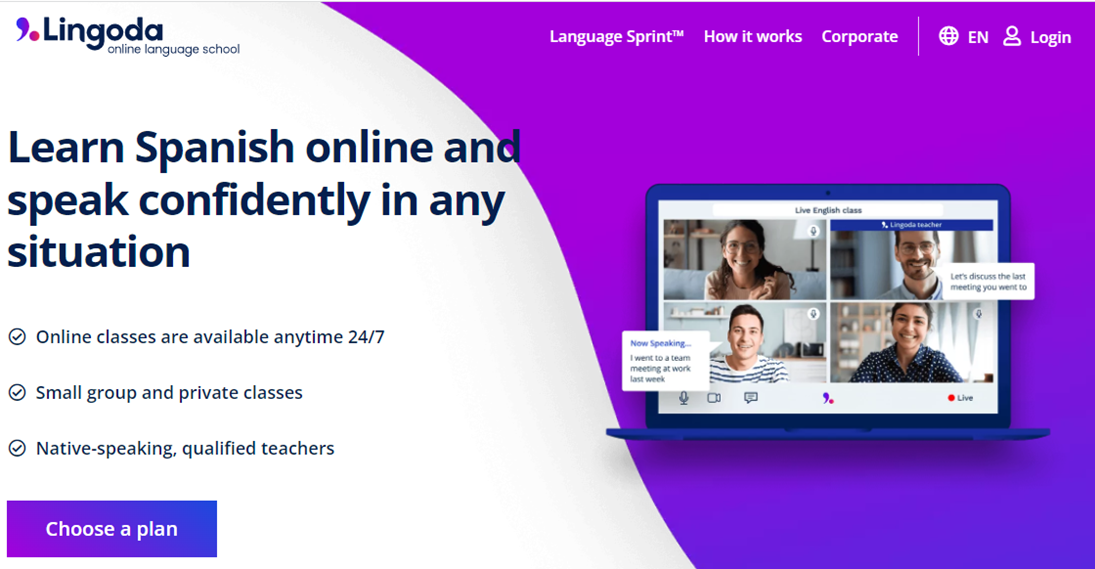 Lingoda
online language school
Language Sprint™ How it works Corporate EN Login
Learn Spanish online and
speak confidently in any
situation
Online classes are available anytime 24/7
Small group and private classes
Native-speaking, qualified teachers
Choose a plan
Live English class
Lingoda teacher
Let's discuss the last
meeting you went to
Now Speaking...
I went to a team
meeting at work
last week
Live